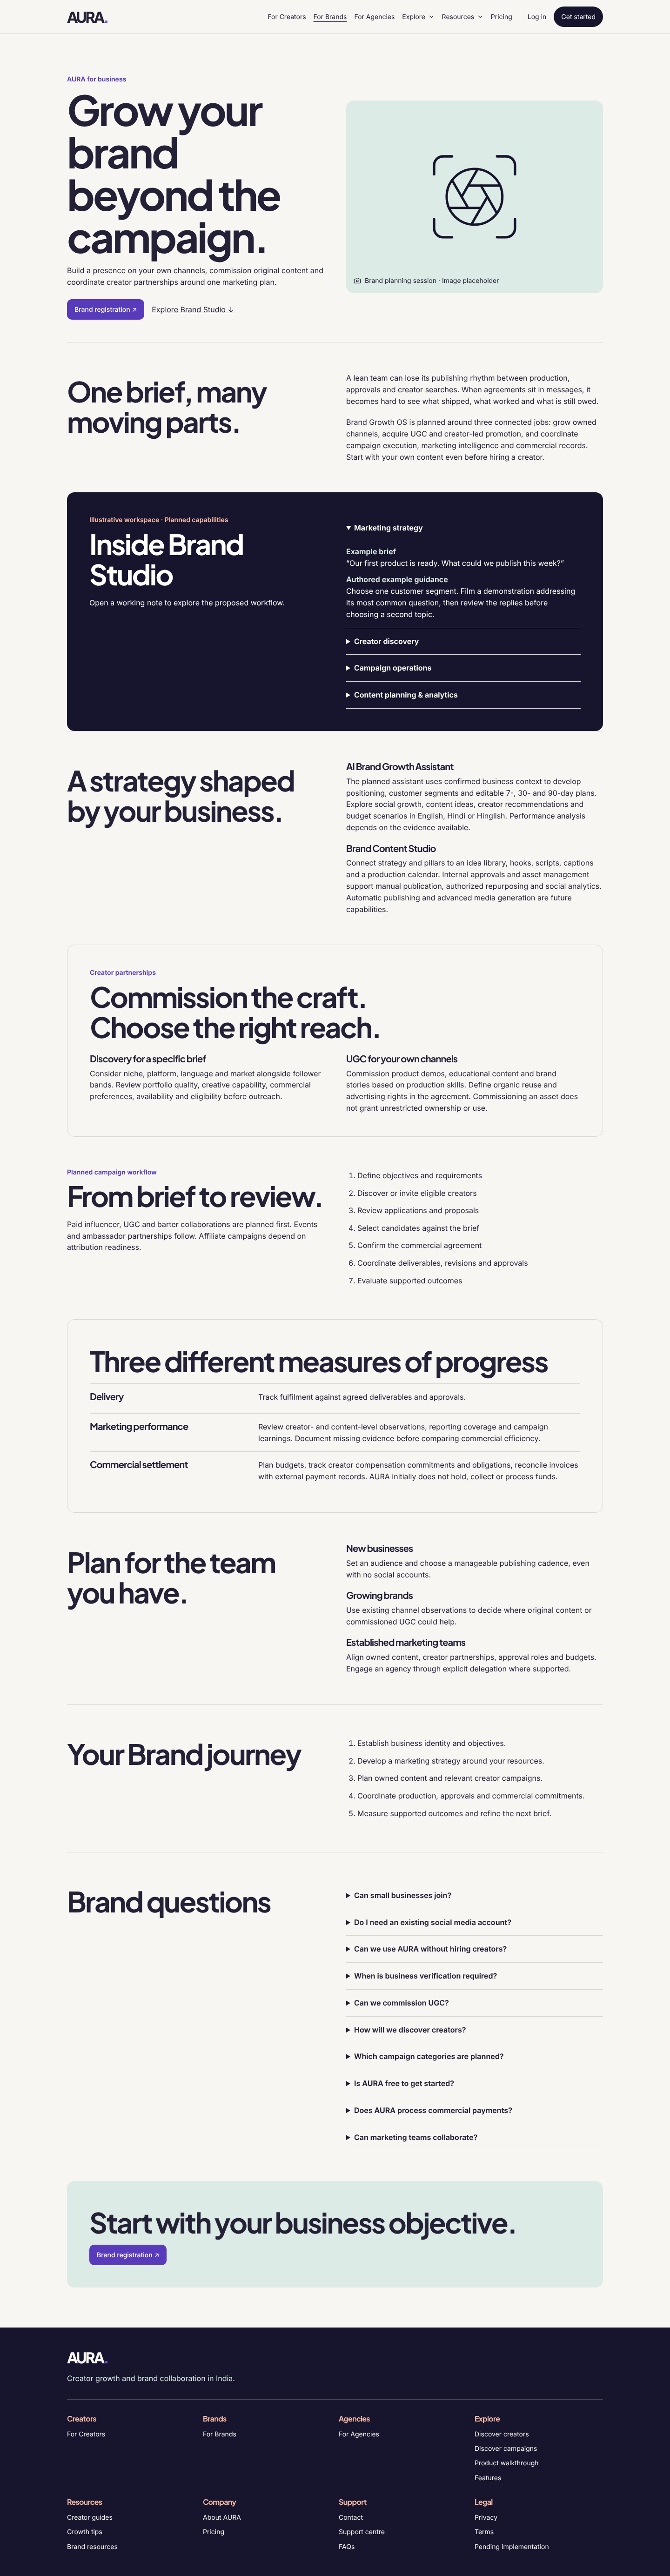 AURA.
For Creators
For Brands
For Agencies
Explore
Resources
Pricing
Log in
Get started
AURA for business
Grow your
brand
beyond the
campaign.
Build a presence on your own channels, commission original content and
coordinate creator partnerships around one marketing plan.
Brand registration ↗
Explore Brand Studio ↓
Brand planning session · Image placeholder
One brief, many
moving parts.
A lean team can lose its publishing rhythm between production,
approvals and creator searches. When agreements sit in messages, it
becomes hard to see what shipped, what worked and what is still owed.
Brand Growth OS is planned around three connected jobs: grow owned
channels, acquire UGC and creator-led promotion, and coordinate
campaign execution, marketing intelligence and commercial records.
Start with your own content even before hiring a creator.
Illustrative workspace · Planned capabilities
Inside Brand
Studio
Open a working note to explore the proposed workflow.
▼ Marketing strategy
Example brief
“Our first product is ready. What could we publish this week?”
Authored example guidance
Choose one customer segment. Film a demonstration addressing
its most common question, then review the replies before
choosing a second topic.
▶ Creator discovery
▶ Campaign operations
▶ Content planning & analytics
A strategy shaped
by your business.
AI Brand Growth Assistant
The planned assistant uses confirmed business context to develop
positioning, customer segments and editable 7-, 30- and 90-day plans.
Explore social growth, content ideas, creator recommendations and
budget scenarios in English, Hindi or Hinglish. Performance analysis
depends on the evidence available.
Brand Content Studio
Connect strategy and pillars to an idea library, hooks, scripts, captions
and a production calendar. Internal approvals and asset management
support manual publication, authorized repurposing and social analytics.
Automatic publishing and advanced media generation are future
capabilities.
Creator partnerships
Commission the craft.
Choose the right reach.
Discovery for a specific brief
Consider niche, platform, language and market alongside follower
bands. Review portfolio quality, creative capability, commercial
preferences, availability and eligibility before outreach.
UGC for your own channels
Commission product demos, educational content and brand
stories based on production skills. Define organic reuse and
advertising rights in the agreement. Commissioning an asset does
not grant unrestricted ownership or use.
Planned campaign workflow
From brief to review.
Paid influencer, UGC and barter collaborations are planned first. Events
and ambassador partnerships follow. Affiliate campaigns depend on
attribution readiness.
1. Define objectives and requirements
2. Discover or invite eligible creators
3. Review applications and proposals
4. Select candidates against the brief
5. Confirm the commercial agreement
6. Coordinate deliverables, revisions and approvals
7. Evaluate supported outcomes
Three different measures of progress
Delivery
Track fulfilment against agreed deliverables and approvals.
Marketing performance
Review creator- and content-level observations, reporting coverage and campaign
learnings. Document missing evidence before comparing commercial efficiency.
Commercial settlement
Plan budgets, track creator compensation commitments and obligations, reconcile invoices
with external payment records. AURA initially does not hold, collect or process funds.
Plan for the team
you have.
New businesses
Set an audience and choose a manageable publishing cadence, even
with no social accounts.
Growing brands
Use existing channel observations to decide where original content or
commissioned UGC could help.
Established marketing teams
Align owned content, creator partnerships, approval roles and budgets.
Engage an agency through explicit delegation where supported.
Your Brand journey
1. Establish business identity and objectives.
2. Develop a marketing strategy around your resources.
3. Plan owned content and relevant creator campaigns.
4. Coordinate production, approvals and commercial commitments.
5. Measure supported outcomes and refine the next brief.
Brand questions
▶ Can small businesses join?
▶ Do I need an existing social media account?
▶ Can we use AURA without hiring creators?
▶ When is business verification required?
▶ Can we commission UGC?
▶ How will we discover creators?
▶ Which campaign categories are planned?
▶ Is AURA free to get started?
▶ Does AURA process commercial payments?
▶ Can marketing teams collaborate?
Start with your business objective.
Brand registration ↗
AURA.
Creator growth and brand collaboration in India.
Creators
For Creators
Brands
For Brands
Agencies
For Agencies
Explore
Discover creators
Discover campaigns
Product walkthrough
Features
Resources
Creator guides
Growth tips
Brand resources
Company
About AURA
Pricing
Support
Contact
Support centre
FAQs
Legal
Privacy
Terms
Pending implementation